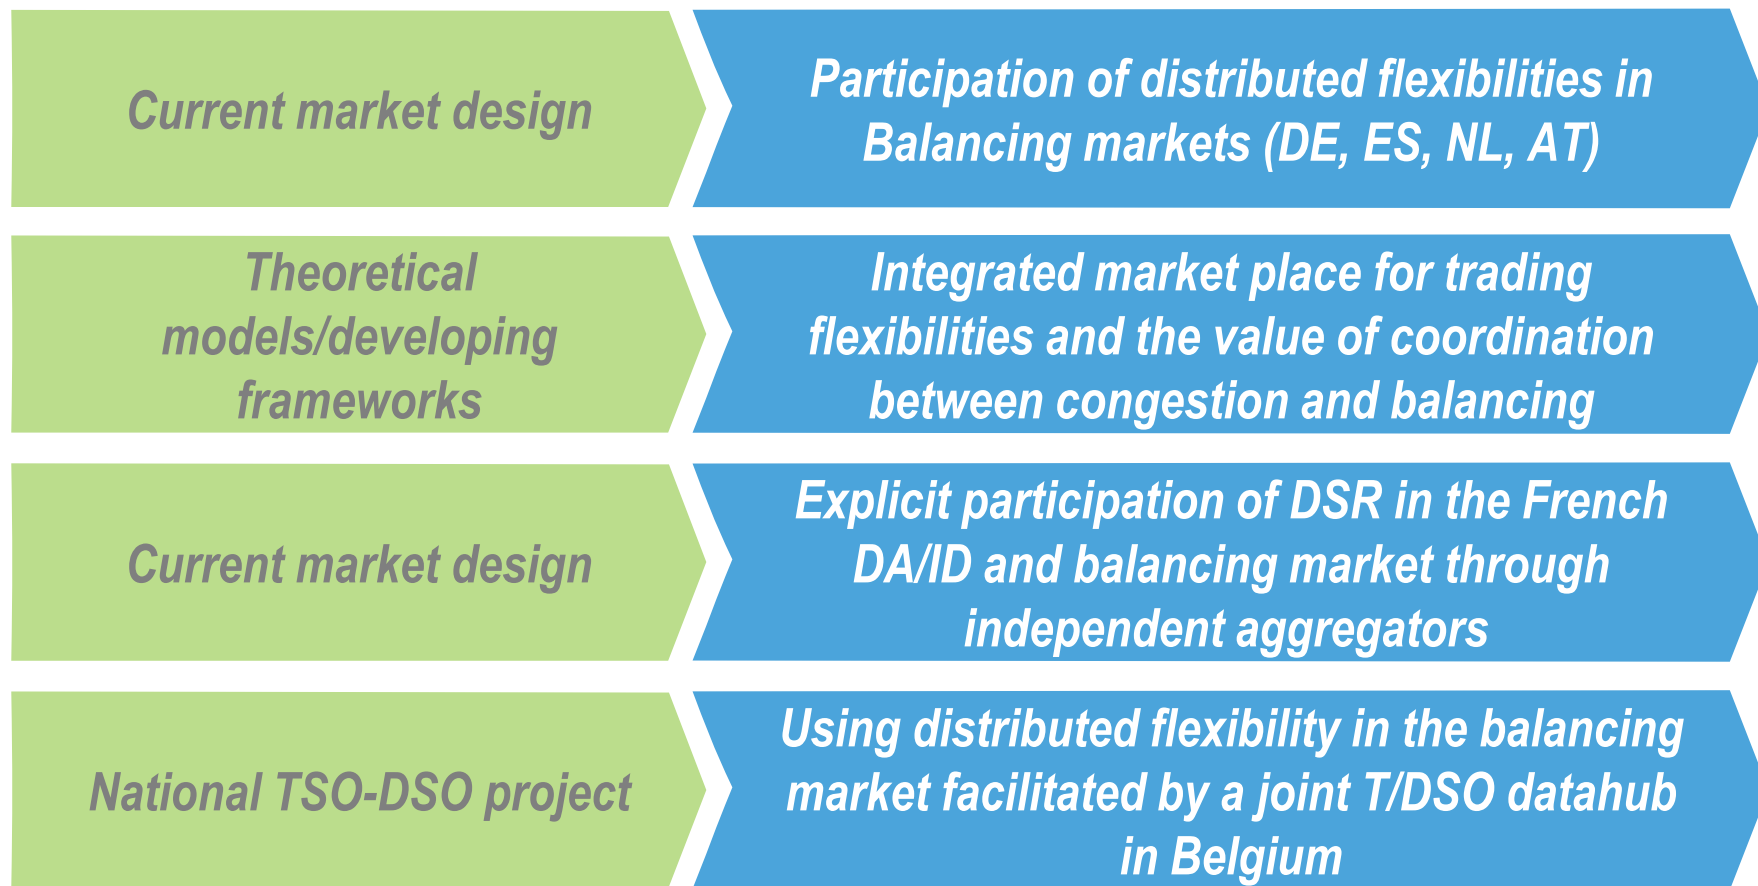 Current market design
Participation of distributed flexibilities in
Balancing markets (DE, ES, NL, AT)
Theoretical
models/developing
frameworks
Integrated market place for trading
flexibilities and the value of coordination
between congestion and balancing
Current market design
Explicit participation of DSR in the French
DA/ID and balancing market through
independent aggregators
National TSO-DSO project
Using distributed flexibility in the balancing
market facilitated by a joint T/DSO datahub
in Belgium